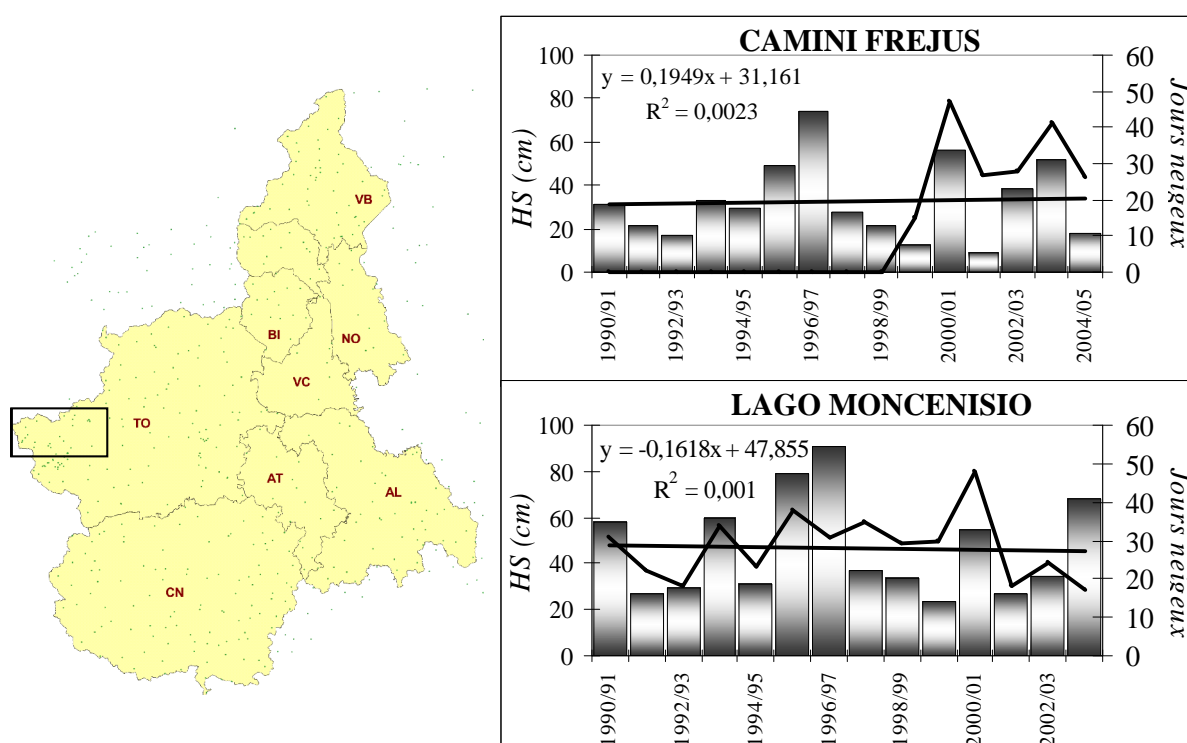 VB
BI
NO
VC
TO
AT
AL
CN
CAMINI FREJUS
y = 0,1949x + 31,161
R² = 0,0023
HS (cm)
100
80
60
40
20
0
60
50
40
30
20
10
0
Jours neigeux
1990/91
1992/93
1994/95
1996/97
1998/99
2000/01
2002/03
2004/05
LAGO MONCENISIO
y = -0,1618x + 47,855
R² = 0,001
HS (cm)
100
80
60
40
20
0
60
50
40
30
20
10
0
Jours neigeux
1990/91
1992/93
1994/95
1996/97
1998/99
2000/01
2002/03